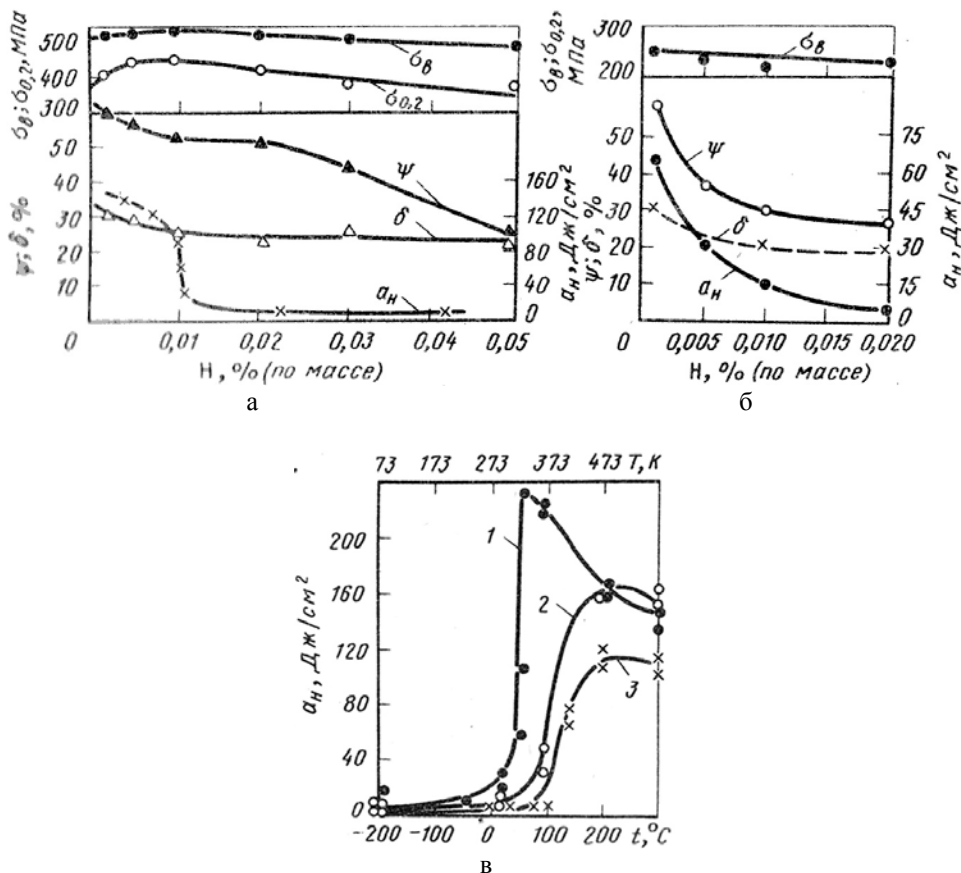 σв; σ0,2, МПа
500
400
300
σв
σ0,2
ψ; δ, %
50
40
30
20
10
0
ψ
δ
aн
160
120
80
40
0
aн, Дж/см²
0,01 0,02 0,03 0,04 0,05
Н, % (по массе)
а
σв; σ0,2, МПа
300
200
σв
ψ; δ, %
50
40
30
20
10
0
ψ
δ
aн
75
60
45
30
15
0
aн, Дж/см²
0,005 0,010 0,015 0,020
Н, % (по массе)
б
73 173 273 373 473 Т, К
aн, Дж/см²
200
160
120
80
40
0
1
2
3
-200 -100 0 100 200 t, °С
в